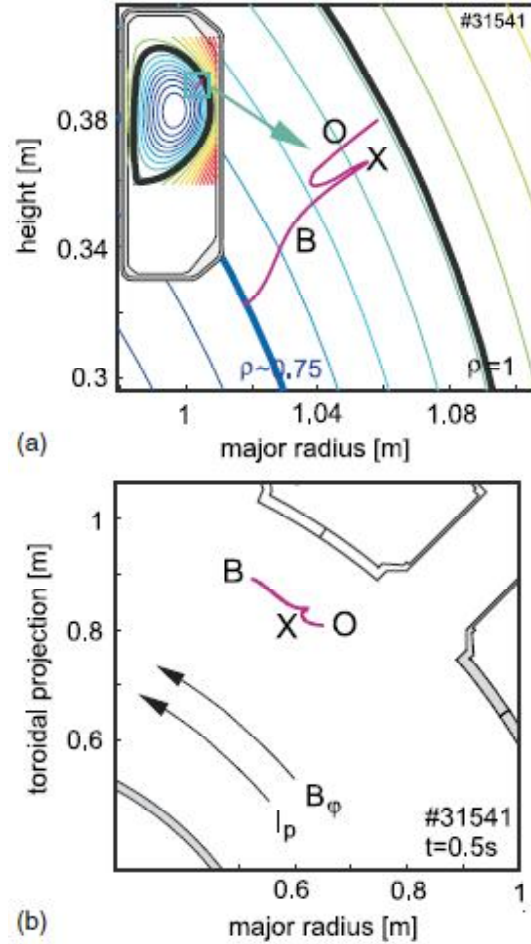 #31541
0.38
0.34
0.3
height [m]
O
X
B
ρ~0.75
ρ=1
1
1.04
1.08
major radius [m]
(a)
1
0.8
0.6
toroidal projection [m]
B
X
O
Bφ
Ip
#31541
t=0.5s
0.6
0.8
1
major radius [m]
(b)